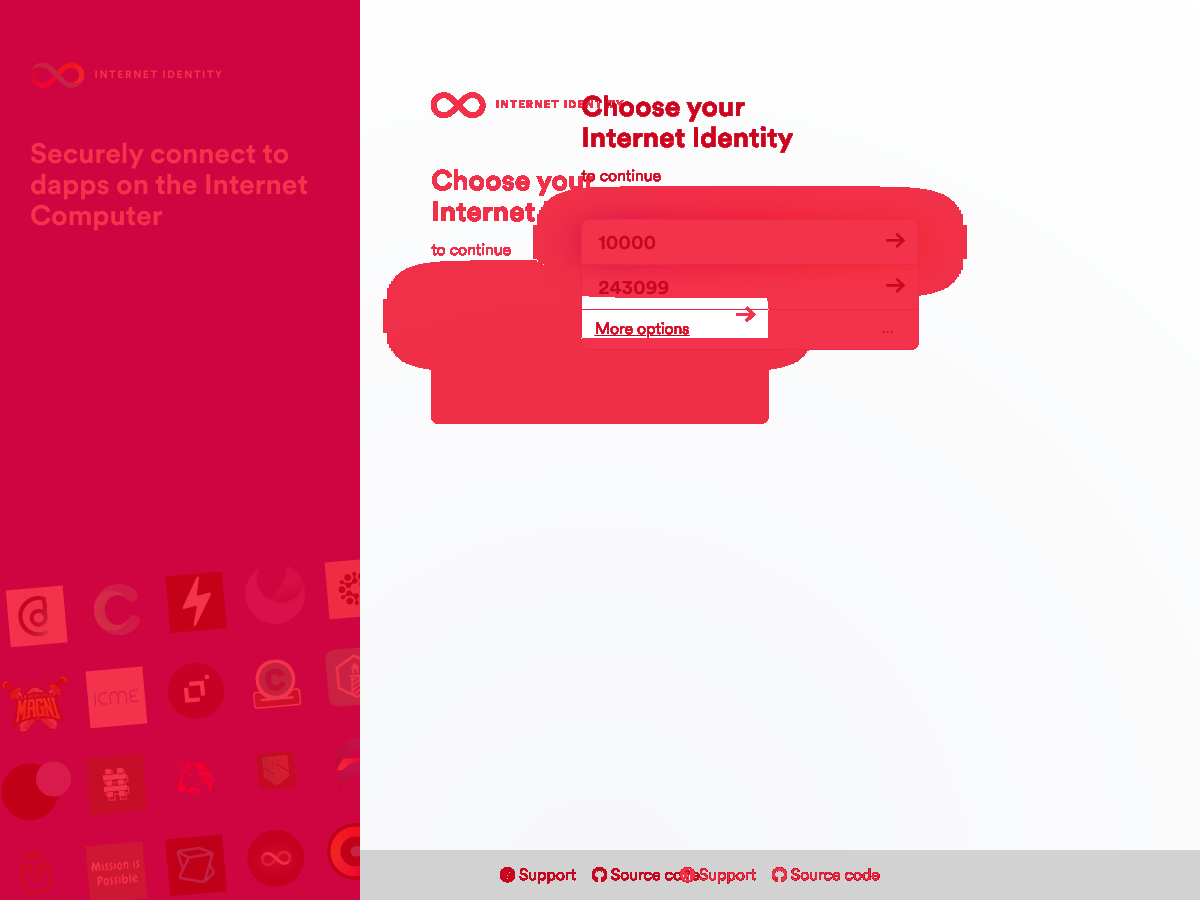 INTERNET IDENTITY
Securely connect to
dapps on the Internet
Computer
INTERNET IDENTITY
Choose your
Internet Identity
to continue
Choose your
Internet
to continue
10000
243099
More options
...
ICME
MAGNI
Mission is
Possible
Support
Source code
Support
Source code